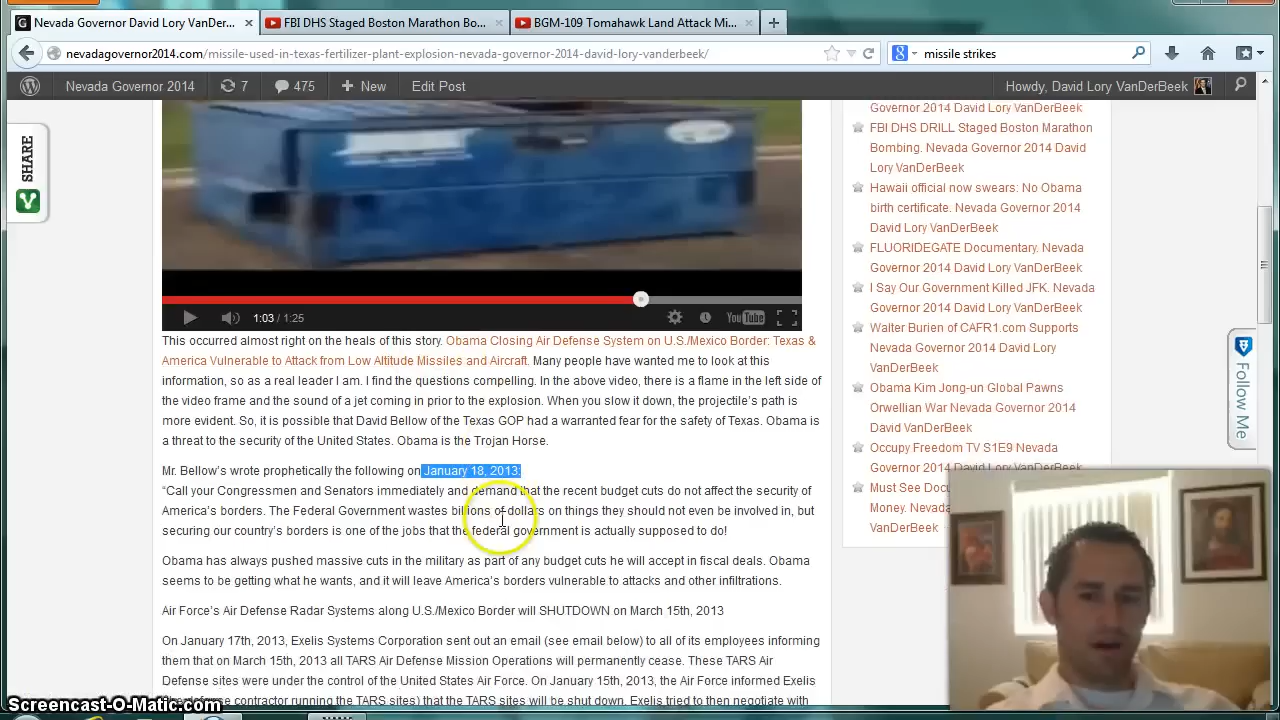 Nevada Governor David Lory VanDer...
FBI DHS Staged Boston Marathon Bo...
BGM-109 Tomahawk Land Attack Mi...
nevadagovernor2014.com/missile-used-in-texas-fertilizer-plant-explosion-nevada-governor-2014-david-lory-vanderbeek/
missile strikes
Nevada Governor 2014
7
475
New
Edit Post
Howdy, David Lory VanDerBeek
SHARE
1:03 / 1:25
You Tube
This occurred almost right on the heals of this story. Obama Closing Air Defense System on U.S./Mexico Border: Texas &
America Vulnerable to Attack from Low Altitude Missiles and Aircraft. Many people have wanted me to look at this
information, so as a real leader I am. I find the questions compelling. In the above video, there is a flame in the left side of
the video frame and the sound of a jet coming in prior to the explosion. When you slow it down, the projectile's path is
more evident. So, it is possible that David Bellow of the Texas GOP had a warranted fear for the safety of Texas. Obama is
a threat to the security of the United States. Obama is the Trojan Horse.
Mr. Bellow's wrote prophetically the following on January 18, 2013:
“Call your Congressmen and Senators immediately and demand that the recent budget cuts do not affect the security of
America's borders. The Federal Government wastes billions of dollars on things they should not even be involved in, but
securing our country's borders is one of the jobs that the federal government is actually supposed to do!
Obama has always pushed massive cuts in the military as part of any budget cuts he will accept in fiscal deals. Obama
seems to be getting what he wants, and it will leave America's borders vulnerable to attacks and other infiltrations.
Air Force's Air Defense Radar Systems along U.S./Mexico Border will SHUTDOWN on March 15th, 2013
On January 17th, 2013, Exelis Systems Corporation sent out an email (see email below) to all of its employees informing
them that on March 15th, 2013 all TARS Air Defense Mission Operations will permanently cease. These TARS Air
Defense sites were under the control of the United States Air Force. On January 15th, 2013, the Air Force informed Exelis
contractor running the TARS sites) that the TARS sites will be shut down. Exelis tried to then negotiate with
Governor 2014 David Lory VanDerBeek
FBI DHS DRILL Staged Boston Marathon
Bombing. Nevada Governor 2014 David
Lory VanDerBeek
Hawaii official now swears: No Obama
birth certificate. Nevada Governor 2014
David Lory VanDerBeek
FLUORIDEGATE Documentary. Nevada
Governor 2014 David Lory VanDerBeek
I Say Our Government Killed JFK. Nevada
Governor 2014 David Lory VanDerBeek
Walter Burien of CAFR1.com Supports
Nevada Governor 2014 David Lory
VanDerBeek
Obama Kim Jong-un Global Pawns
Orwellian War Nevada Governor 2014
David Lory VanDerBeek
Occupy Freedom TV S1E9 Nevada
Governor 2014 David Lory VanDerBeek
Must See
Money. Nevada
VanDerBeek
Follow Me
Screencast-O-Matic.com